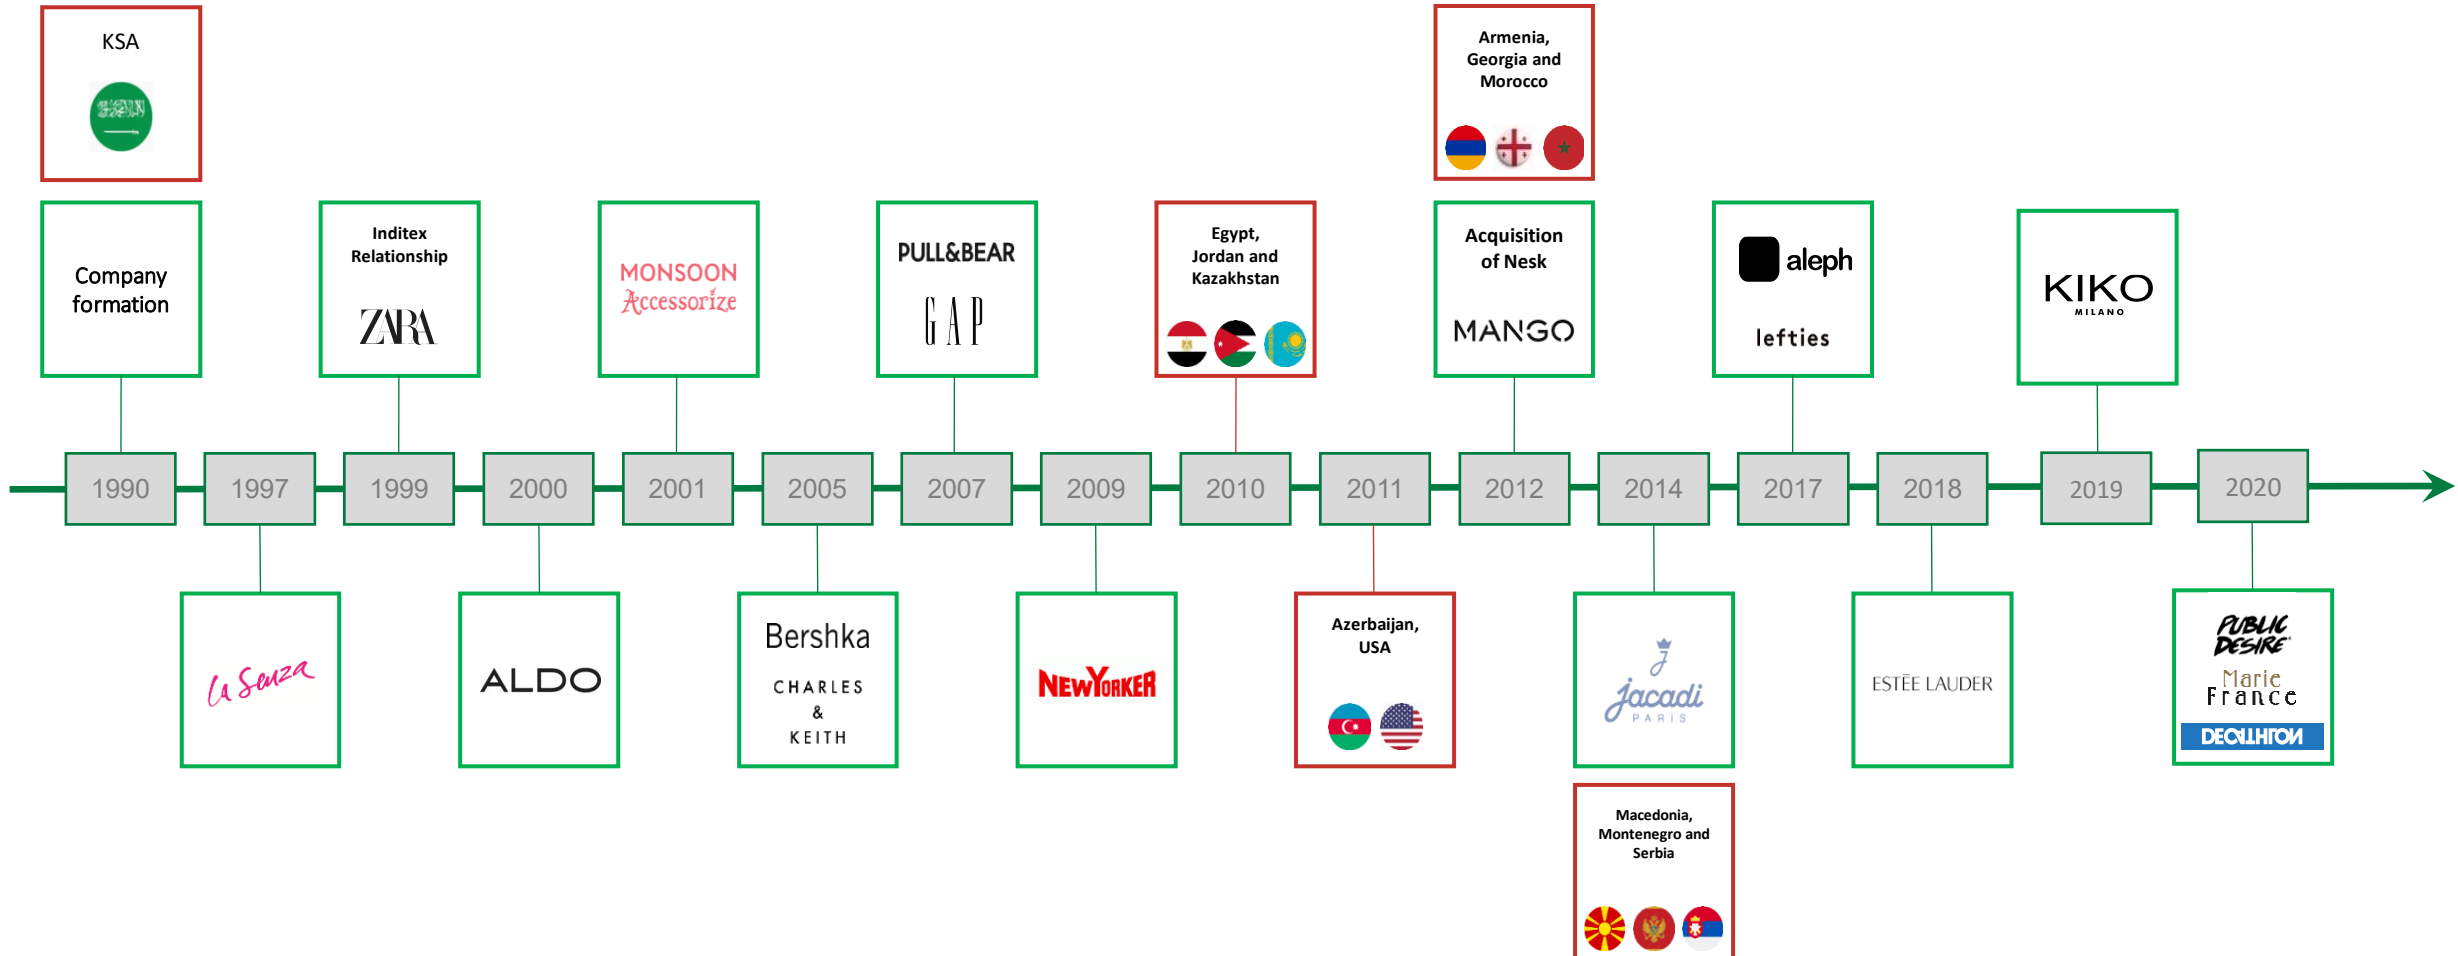 KSA
Armenia,
Georgia and
Morocco
Company
formation
Inditex
Relationship
ZARA
MONSOON
Accessorize
PULL&BEAR
GAP
Egypt,
Jordan and
Kazakhstan
Acquisition
of Nesk
MANGO
aleph
lefties
KIKO
MILANO
1990
1997
1999
2000
2001
2005
2007
2009
2010
2011
2012
2014
2017
2018
2019
2020
la Senza
ALDO
Bershka
CHARLES
&
KEITH
NEWYORKER
Azerbaijan,
USA
j
jacadi
PARIS
ESTĒE LAUDER
PUBLIC
DESIRE
Marie
France
DECATHLON
Macedonia,
Montenegro and
Serbia